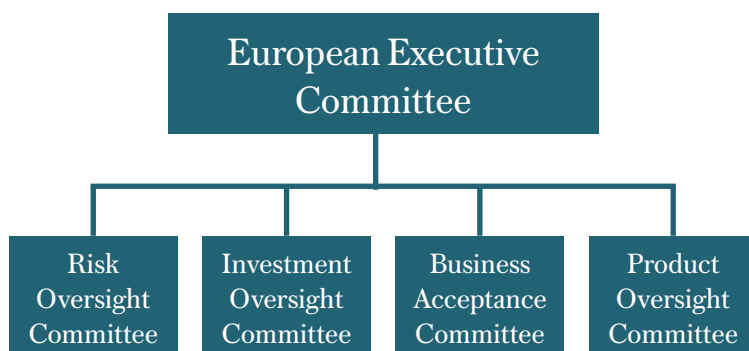 European Executive
Committee
Risk
Oversight
Committee
Investment
Oversight
Committee
Business
Acceptance
Committee
Product
Oversight
Committee